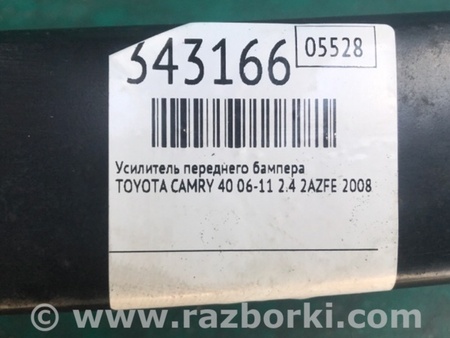 343166
05528
Усилитель переднего бампера
TOYOTA CAMRY 40 06-11 2.4 2AZFE 2008
© www.razborki.com